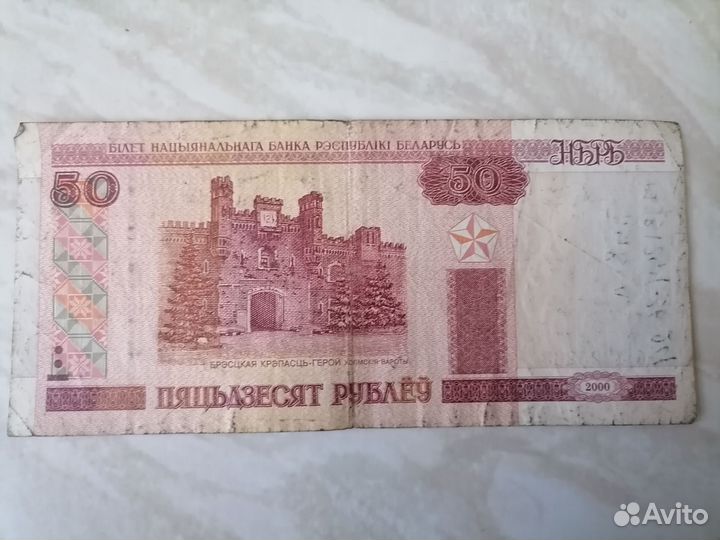 БІЛЕТ НАЦЫЯНАЛЬНАГА БАНКА РЭСПУБЛІКІ БЕЛАРУСЬ
НБРБ
50
50
БРЭСЦКАЯ КРЭПАСЦЬ-ГЕРОЙ ХОЛМСКІЯ ВАРОТЫ
ПЯЦЬДЗЕСЯТ РУБЛЁЎ
2000
Avito